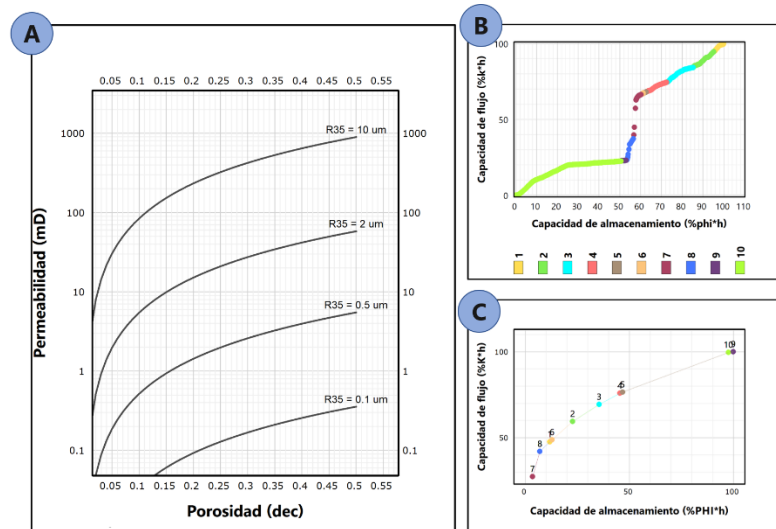 A
0.05 0.1 0.15 0.2 0.25 0.3 0.35 0.4 0.45 0.5 0.55
1000
100
10
1
0.1
1000
100
10
1
0.1
R35 = 10 um
R35 = 2 um
R35 = 0.5 um
R35 = 0.1 um
Permeabilidad (mD)
0.05 0.1 0.15 0.2 0.25 0.3 0.35 0.4 0.45 0.5 0.55
Porosidad (dec)
B
Capacidad de flujo (%k*h)
100
50
0
0 10 20 30 40 50 60 70 80 90 100 110
Capacidad de almacenamiento (%phi*h)
1 2 3 4 5 6 7 8 9 10
C
Capacidad de flujo (%K*h)
100
50
10 9
4 5
3
2
6
8
7
50 100
Capacidad de almacenamiento (%PHI*h)